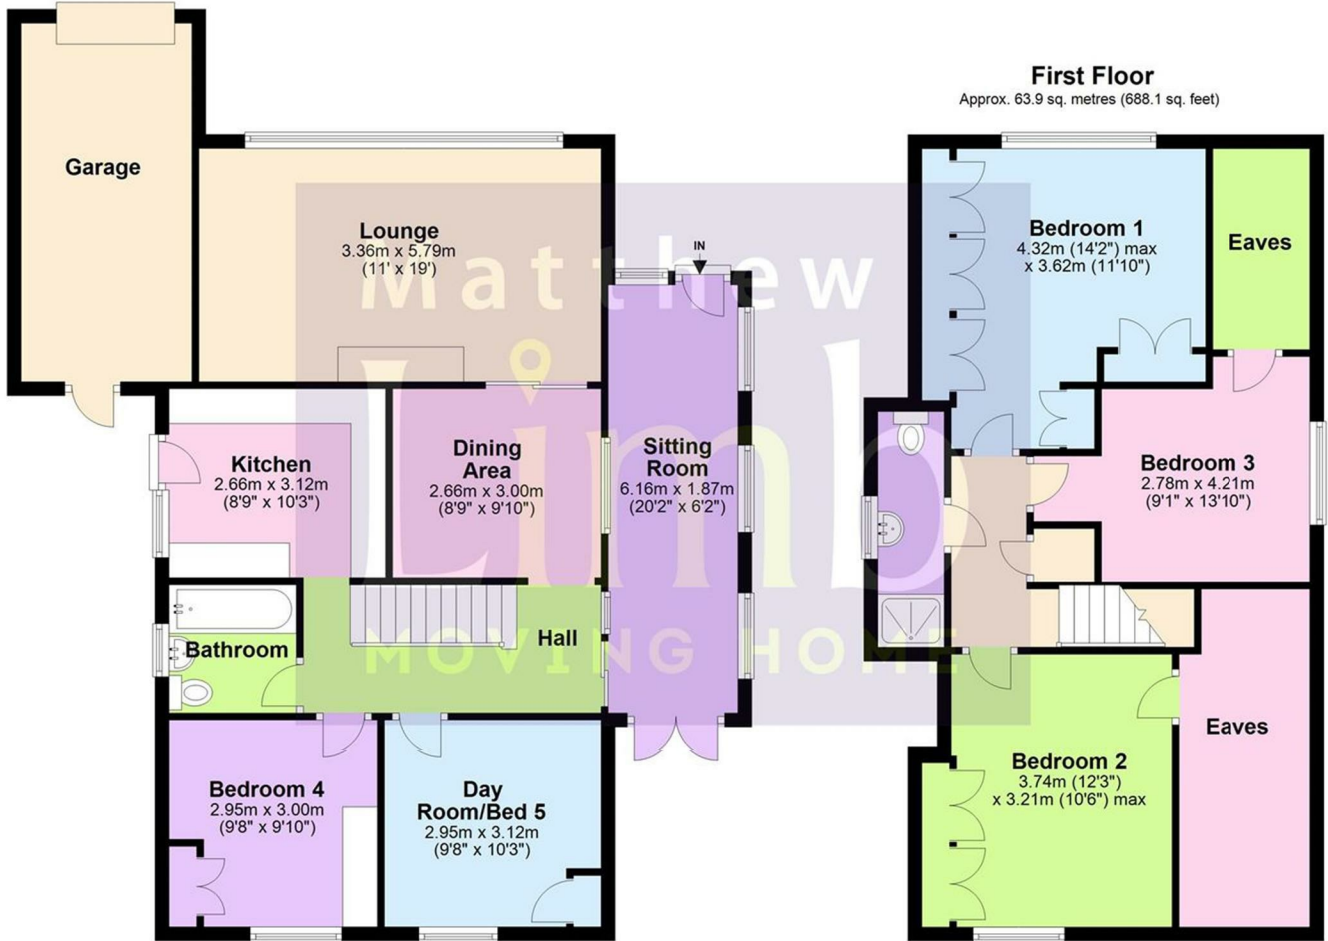 Garage
Lounge
3.36m x 5.79m
(11' x 19')
IN
Kitchen
2.66m x 3.12m
(8'9" x 10'3")
Dining
Area
2.66m x 3.00m
(8'9" x 9'10")
Sitting
Room
6.16m x 1.87m
(20'2" x 6'2")
Bathroom
Hall
Bedroom 4
2.95m x 3.00m
(9'8" x 9'10")
Day
Room/Bed 5
2.95m x 3.12m
(9'8" x 10'3")
First Floor
Approx. 63.9 sq. metres (688.1 sq. feet)
Bedroom 1
4.32m (14'2") max
x 3.62m (11'10")
Eaves
Bedroom 3
2.78m x 4.21m
(9'1" x 13'10")
Bedroom 2
3.74m (12'3")
x 3.21m (10'6") max
Eaves
Matthew
Limb
MOVING HOME